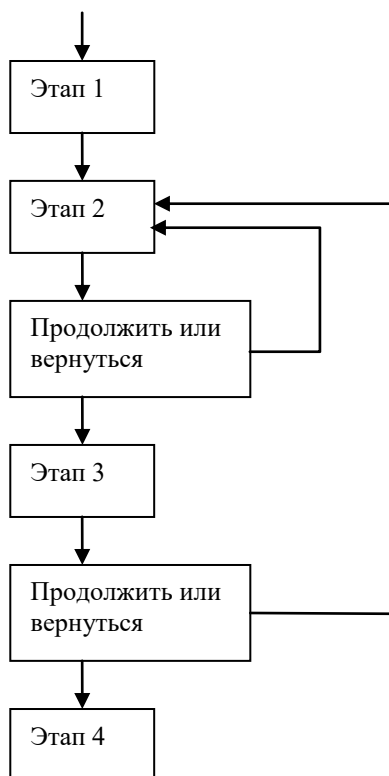 Этап 1
Этап 2
Продолжить или
вернуться
Этап 3
Продолжить или
вернуться
Этап 4